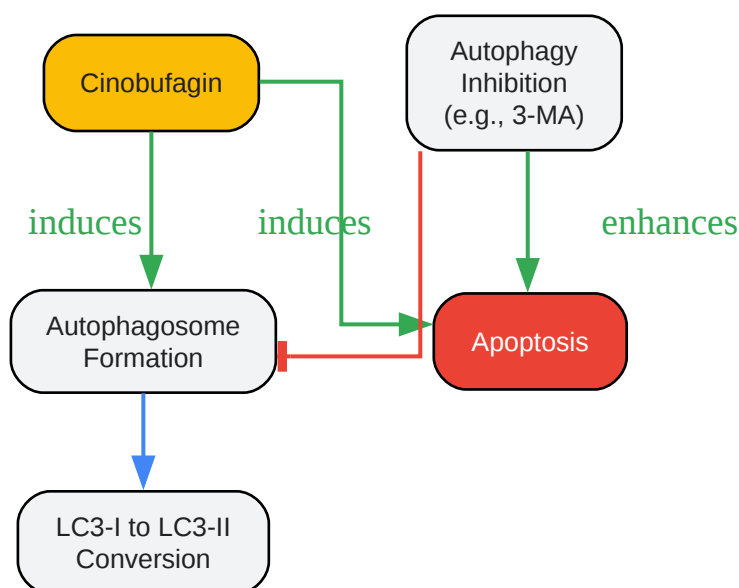 Cinobufagin
Autophagy
Inhibition
(e.g., 3-MA)
induces
induces
enhances
Autophagosome
Formation
Apoptosis
LC3-I to LC3-II
Conversion